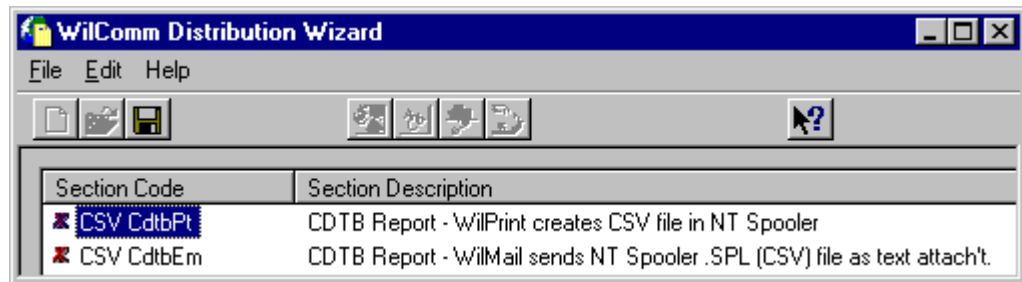 WilComm Distribution Wizard
File Edit Help
Section Code Section Description
CSV CdtbPt CDTB Report - WilPrint creates CSV file in NT Spooler
CSV CdtbEm CDTB Report - WilMail sends NT Spooler .SPL (CSV) file as text attach't.